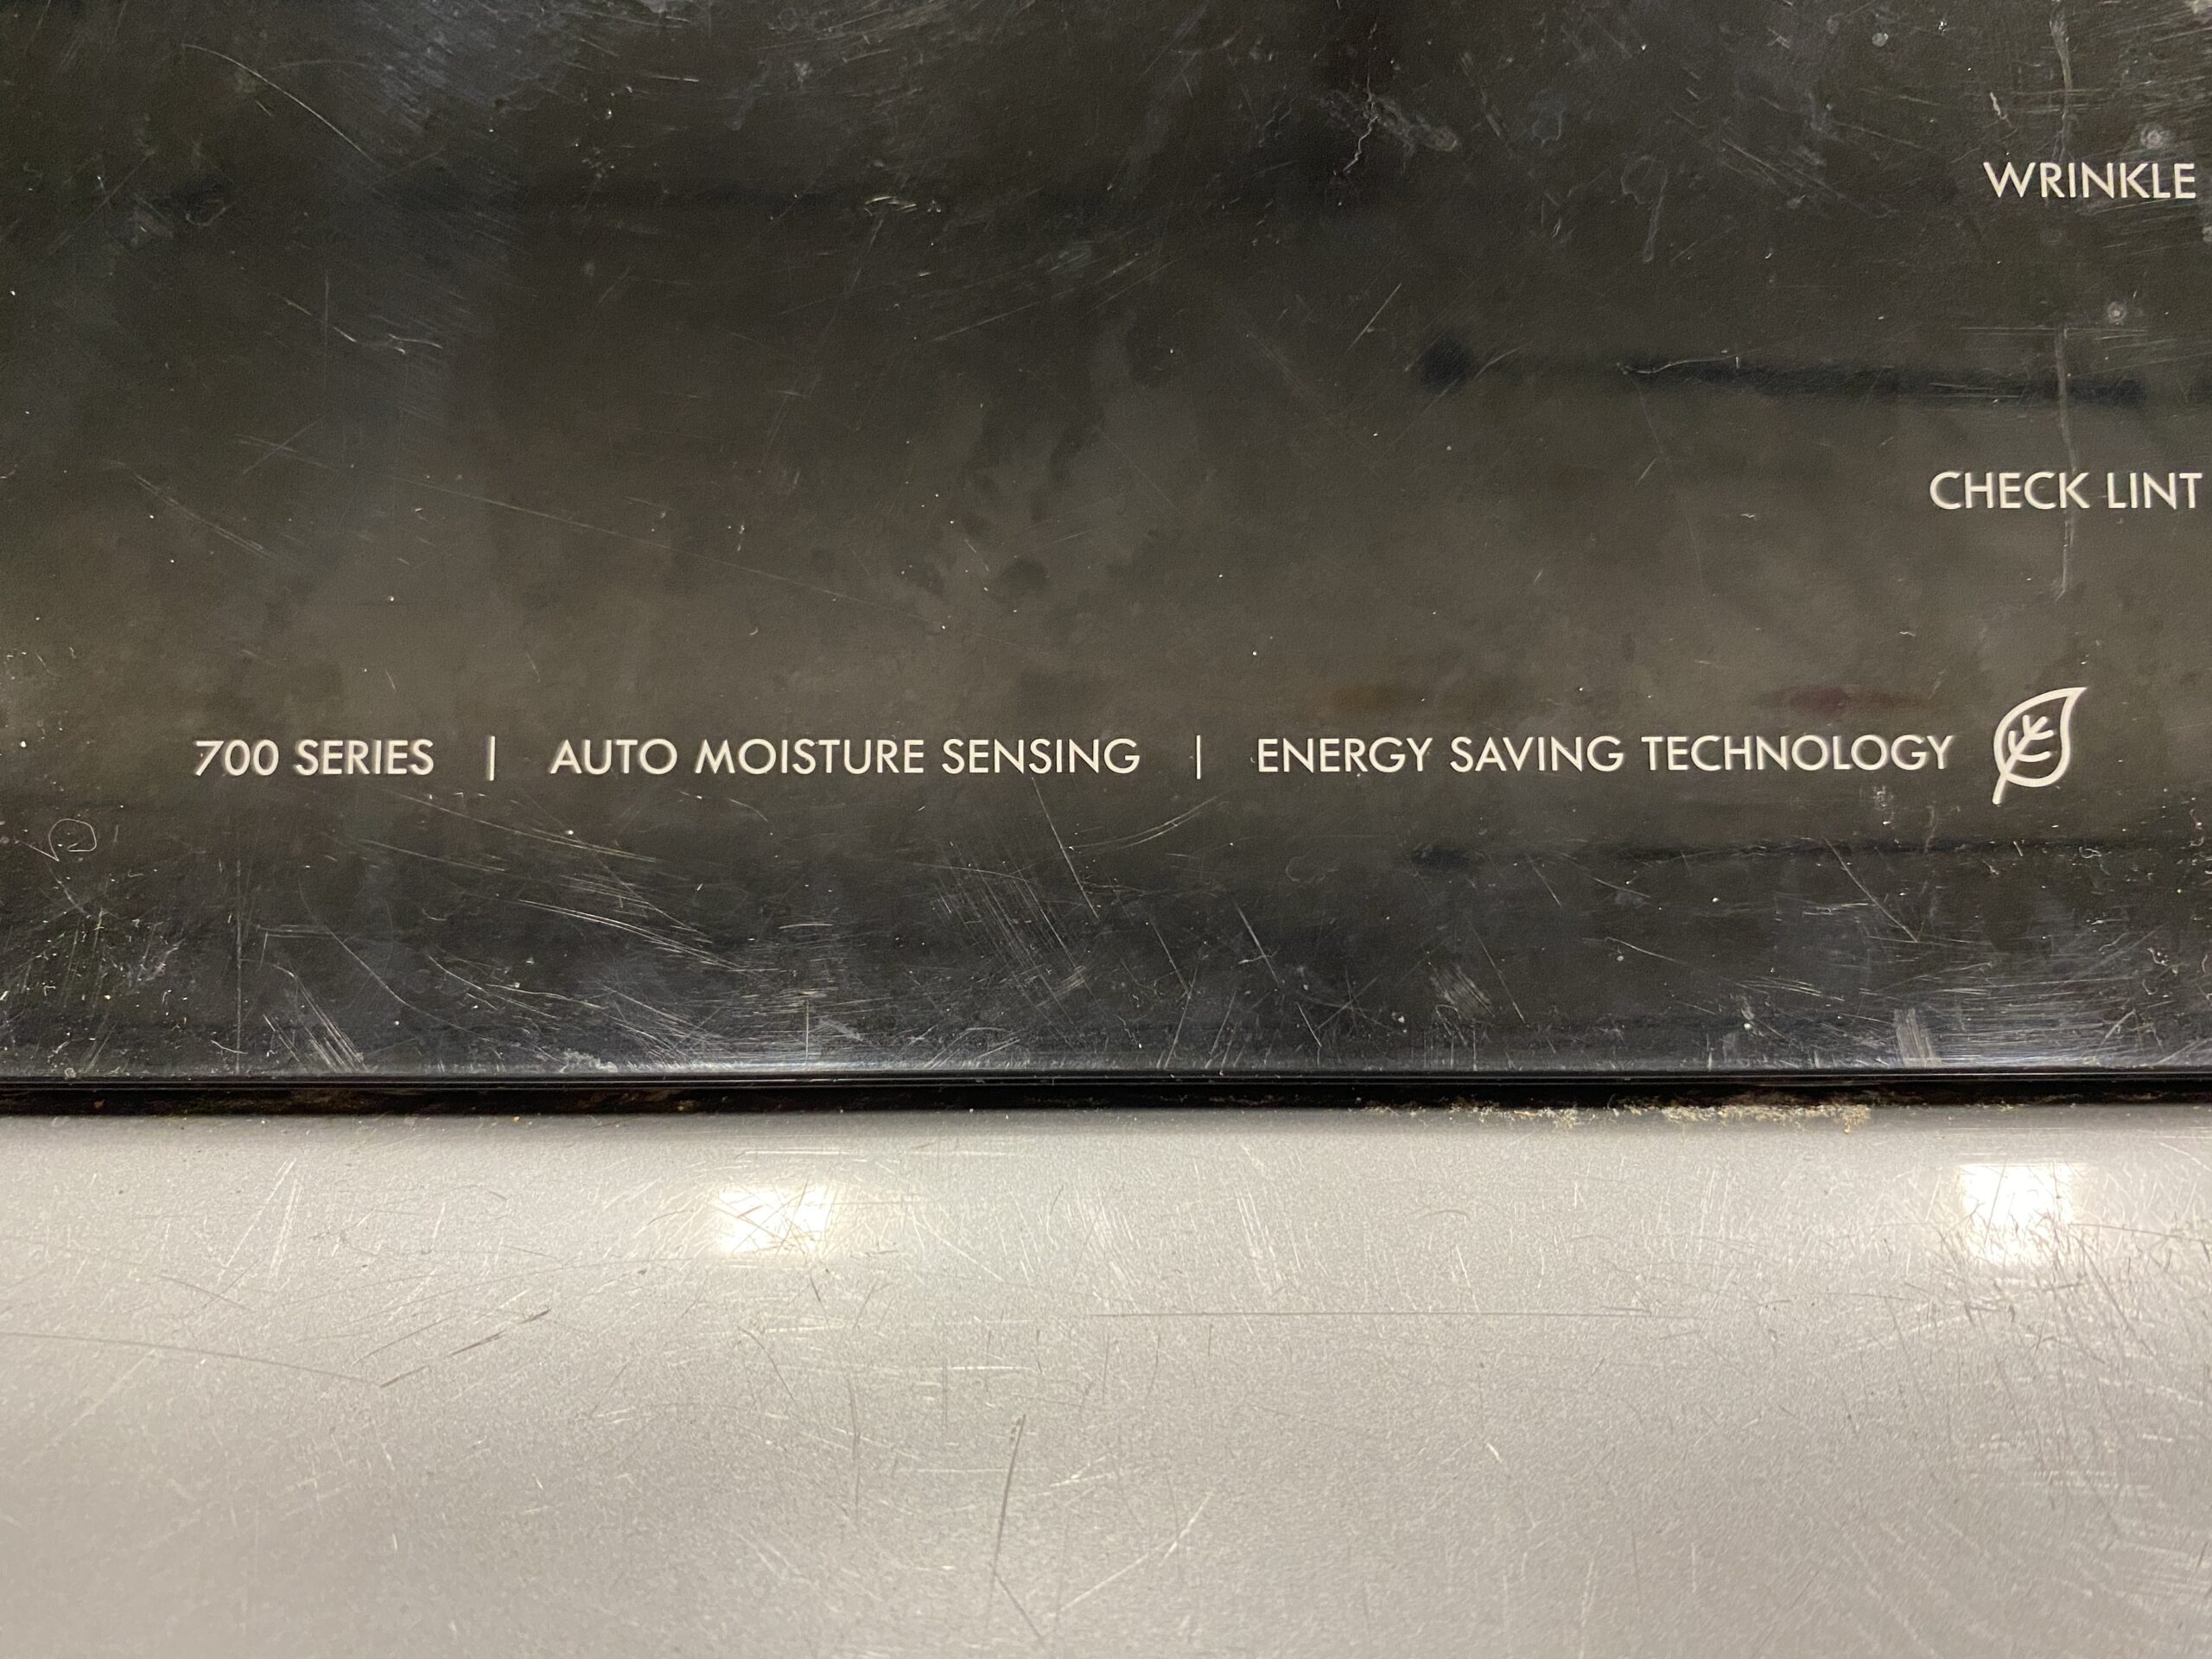 WRINKLE
CHECK LINT
700 SERIES | AUTO MOISTURE SENSING | ENERGY SAVING TECHNOLOGY